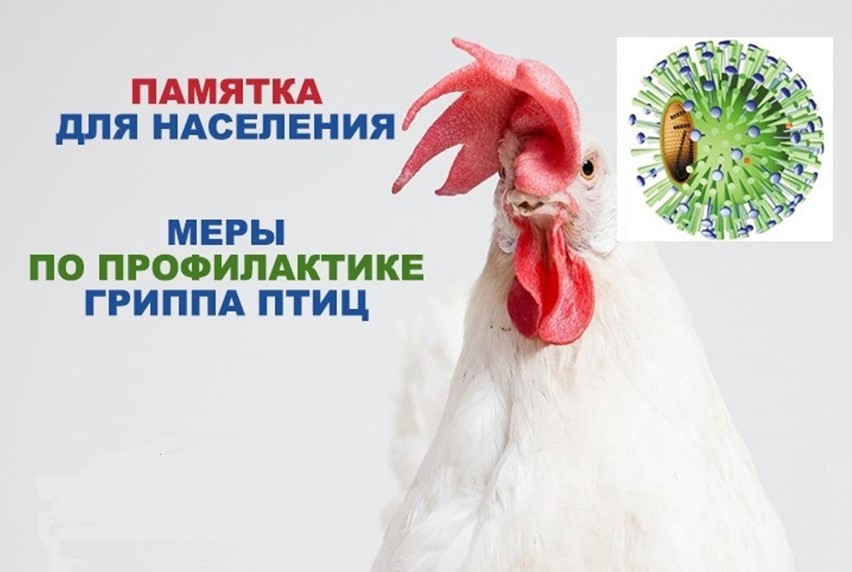 ПАМЯТКА
ДЛЯ НАСЕЛЕНИЯ
МЕРЫ
ПО ПРОФИЛАКТИКЕ
ГРИППА ПТИЦ